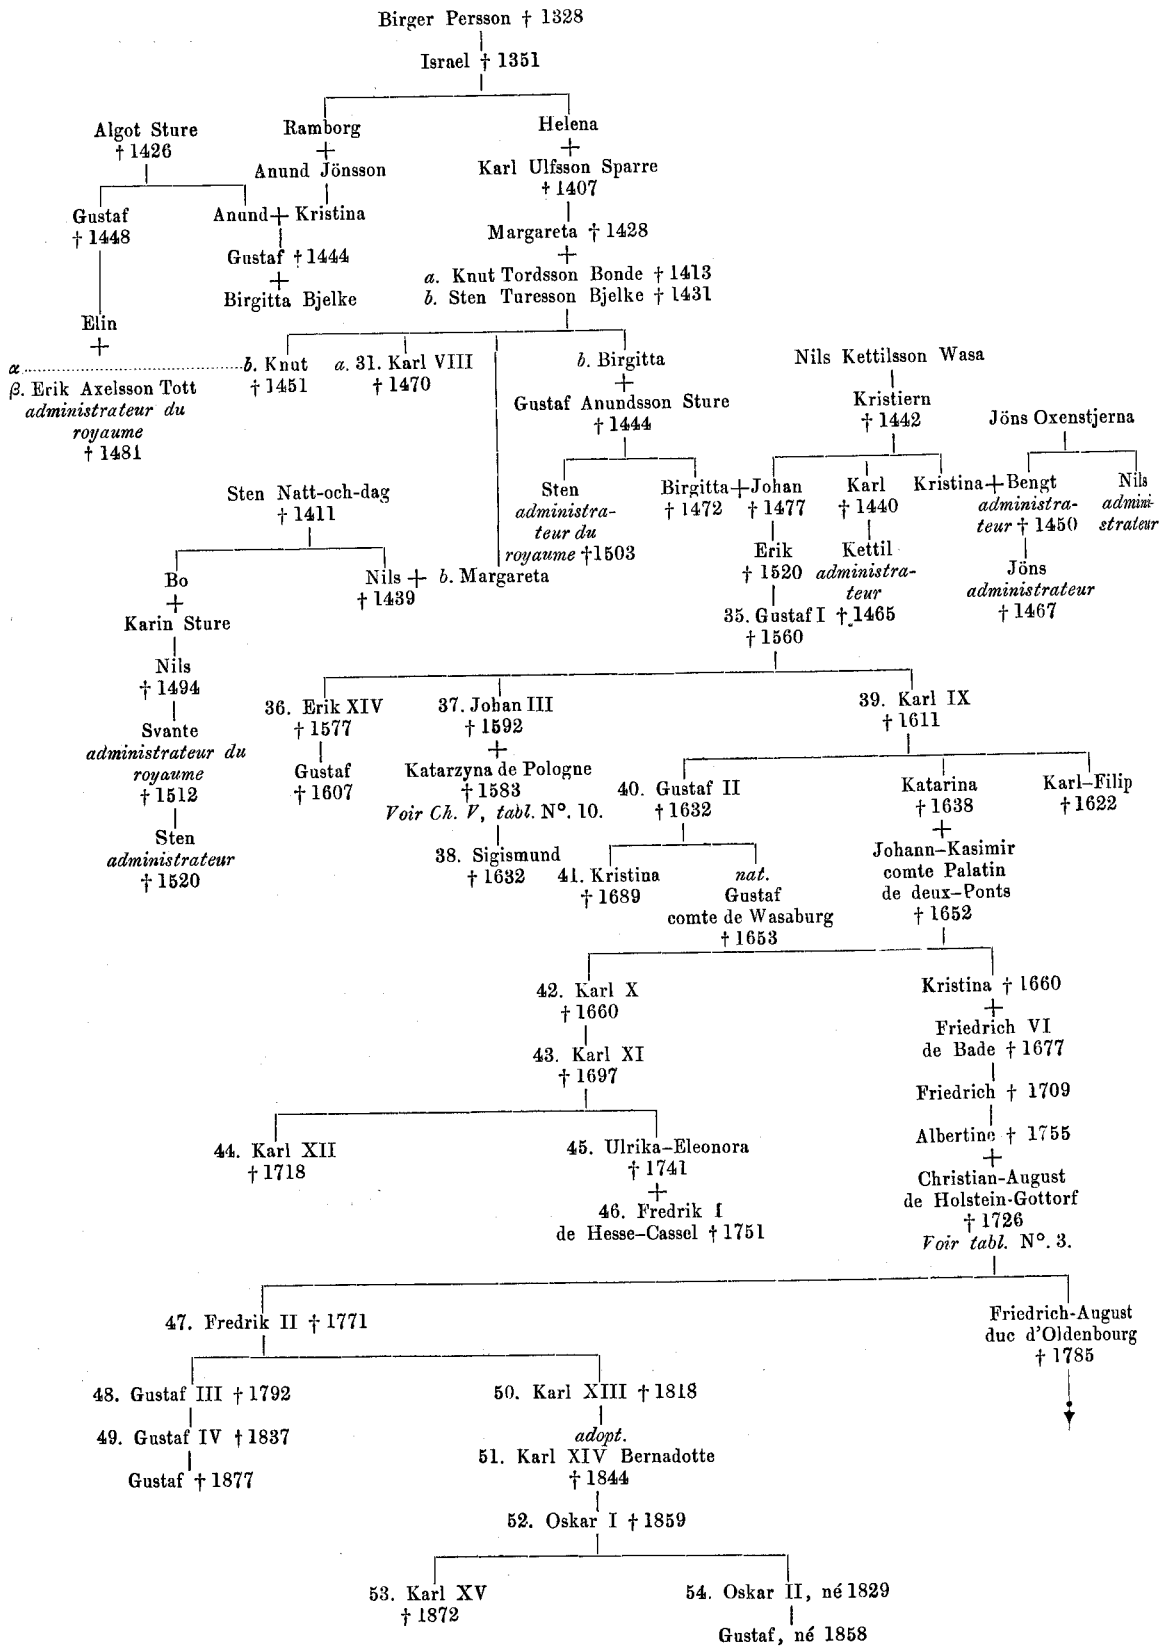 Birger Persson † 1328
Israel † 1351
Algot Sture
† 1426
Ramborg
+
Anund Jönsson
Helena
+
Karl Ulfsson Sparre
† 1407
Gustaf
† 1448
Anund + Kristina
Gustaf † 1444
+
Birgitta Bjelke
Margareta † 1428
+
a. Knut Tordsson Bonde † 1413
b. Sten Turesson Bjelke † 1431
Elin
+
α
β. Erik Axelsson Tott
administrateur du
royaume
† 1481
b. Knut
† 1451
a. 31. Karl VIII
† 1470
b. Birgitta
+
Gustaf Anundsson Sture
† 1444
Nils Kettilsson Wasa
Kristiern
† 1442
Jöns Oxenstjerna
Sten Natt-och-dag
† 1411
Sten
administra-
teur du
royaume † 1503
Birgitta + Johan
† 1472 † 1477
Karl
† 1440
Kristina + Bengt
administra-
teur † 1450
Nils
admini-
strateur
Bo
+
Karin Sture
Nils + b. Margareta
† 1439
Erik
† 1520
Kettil
administra-
teur
† 1465
Jöns
administrateur
† 1467
35. Gustaf I
† 1560
Nils
† 1494
Svante
administrateur du
royaume
† 1512
Sten
administrateur
† 1520
36. Erik XIV
† 1577
Gustaf
† 1607
37. Johan III
† 1592
+
Katarzyna de Pologne
† 1583
Voir Ch. V, tabl. N°. 10.
38. Sigismund
† 1632
39. Karl IX
† 1611
40. Gustaf II
† 1632
Katarina
† 1638
+
Johann-Kasimir
comte Palatin
de deux-Ponts
† 1652
Karl-Filip
† 1622
41. Kristina
† 1689
nat.
Gustaf
comte de Wasaburg
† 1653
42. Karl X
† 1660
43. Karl XI
† 1697
Kristina † 1660
+
Friedrich VI
de Bade † 1677
Friedrich † 1709
Albertine † 1755
+
Christian-August
de Holstein-Gottorf
† 1726
Voir tabl. N°. 3.
44. Karl XII
† 1718
45. Ulrika-Eleonora
† 1741
+
46. Fredrik I
de Hesse-Cassel † 1751
47. Fredrik II † 1771
Friedrich-August
duc d'Oldenbourg
† 1785
48. Gustaf III † 1792
49. Gustaf IV † 1837
Gustaf † 1877
50. Karl XIII † 1818
adopt.
51. Karl XIV Bernadotte
† 1844
52. Oskar I † 1859
53. Karl XV
† 1872
54. Oskar II, né 1829
Gustaf, né 1858